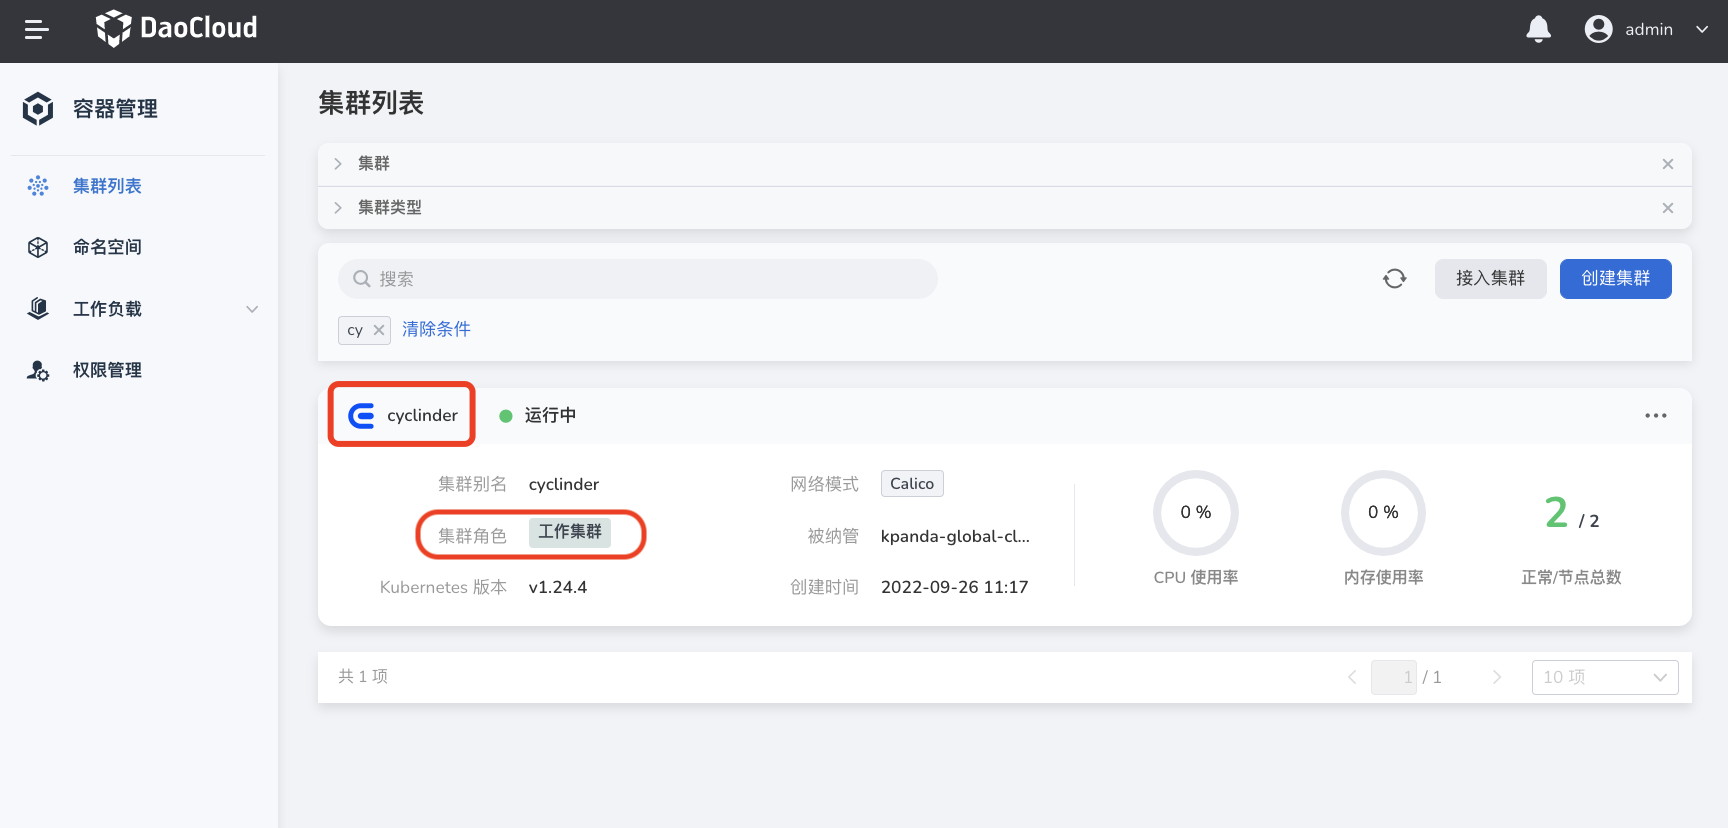 DaoCloud
admin
容器管理
集群列表
命名空间
工作负载
权限管理
集群列表
集群
集群类型
搜索
接入集群
创建集群
cy
清除条件
cyclinder
运行中
集群别名 cyclinder
集群角色 工作集群
Kubernetes 版本 v1.24.4
网络模式 Calico
被纳管 kpanda-global-cl...
创建时间 2022-09-26 11:17
0 %
CPU 使用率
0 %
内存使用率
2 / 2
正常/节点总数
共 1 项
1 / 1
10 项